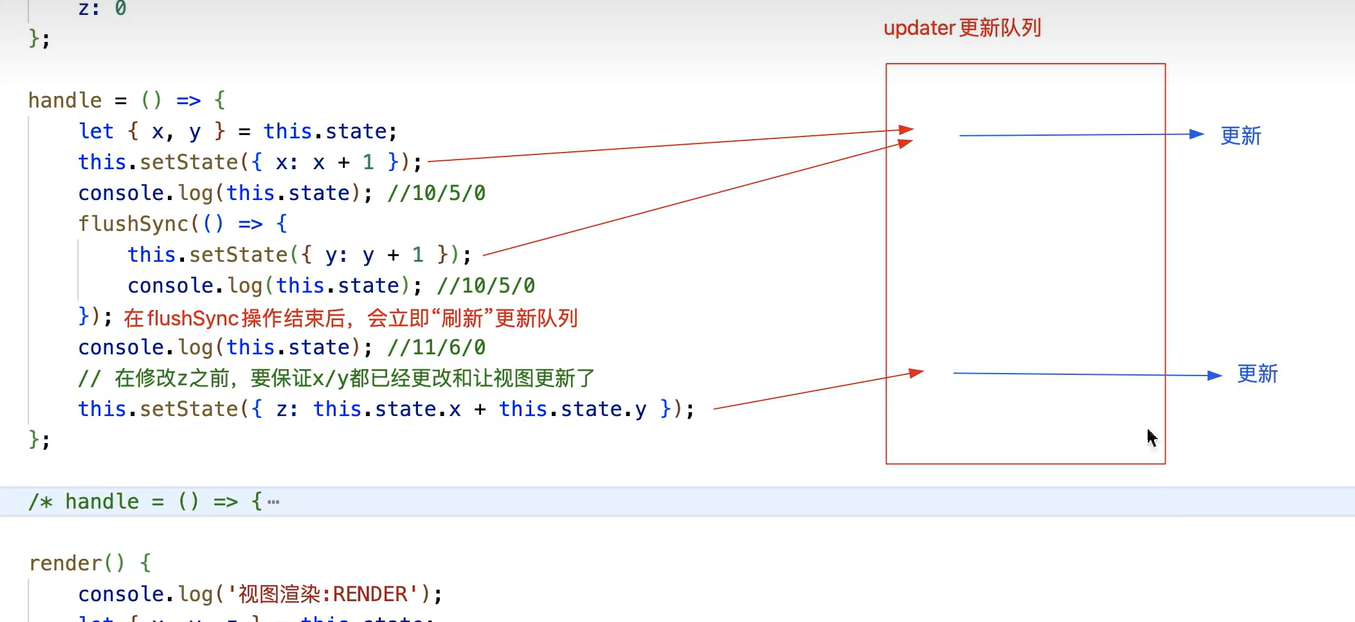 z: 0
};
updater更新队列
handle = () => {
let { x, y } = this.state;
更新
this.setState({ x: x + 1 });
console.log(this.state); //10/5/0
flushSync(() => {
this.setState({ y: y + 1 });
console.log(this.state); //10/5/0
}); 在flushSync操作结束后，会立即“刷新”更新队列
console.log(this.state); //11/6/0
// 在修改z之前，要保证x/y都已经更改和让视图更新了
更新
this.setState({ z: this.state.x + this.state.y });
};
/* handle = () => {⋯
render() {
console.log('视图渲染:RENDER');
let { x, y, z } = this.state;